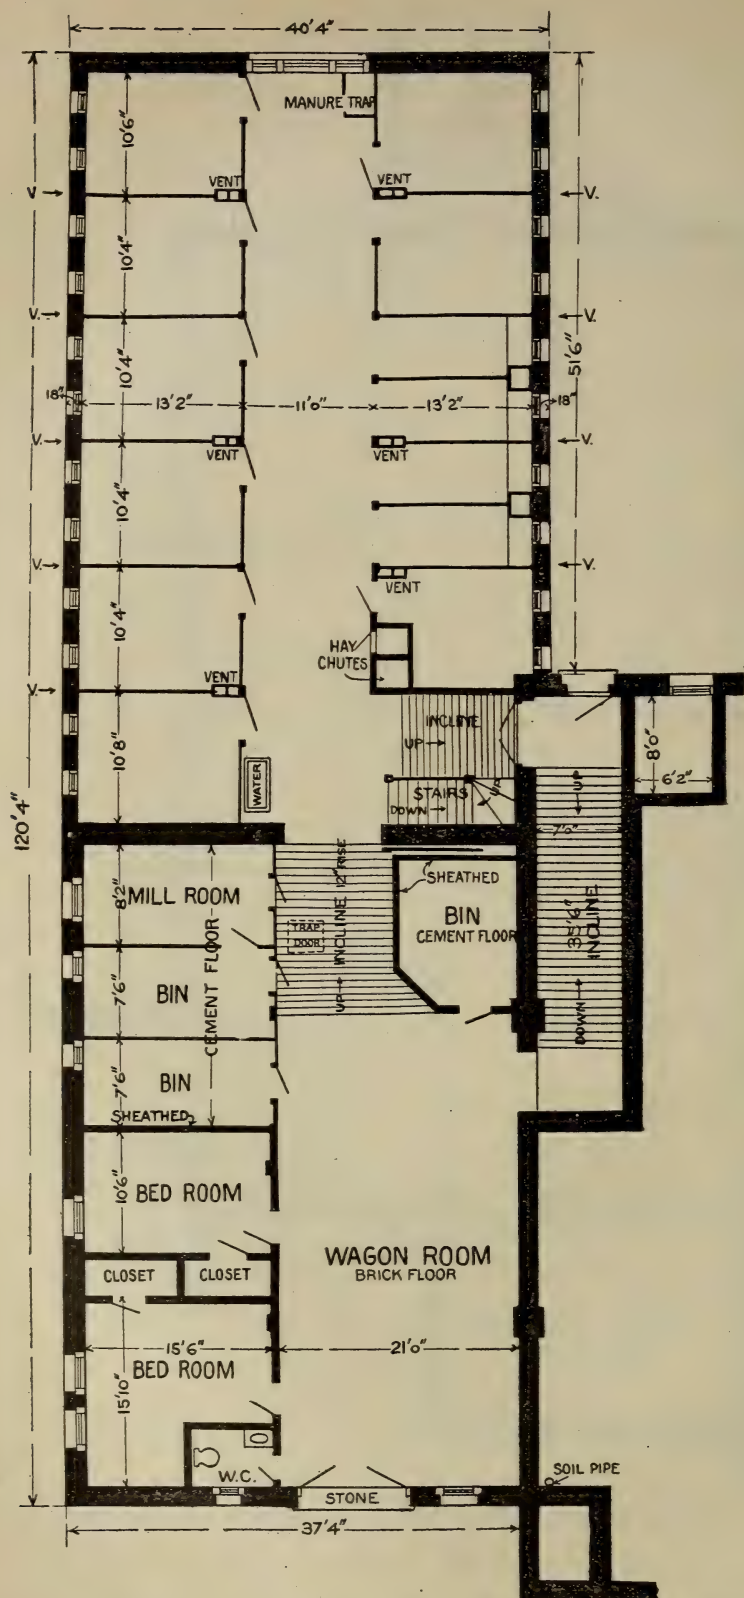 40'4"
MANURE TRAP
10'6"
VENT
VENT
V.
V.
10'4"
V.
V.
10'4"
51'6"
18"
13'2"
11'0"
13'2"
18"
V.
V.
VENT
VENT
10'4"
V.
V.
VENT
10'4"
HAY
CHUTES
VENT
V.
INCLINE
UP
8'0"
6'2"
10'8"
WATER
STAIRS
DOWN
UP
UP
7'0"
120'4"
8'2"
MILL ROOM
INCLINE 12" RISE
UP
SHEATHED
BIN
CEMENT FLOOR
TRAP
DOOR
35'6"
INCLINE
DOWN
CEMENT FLOOR
7'6"
BIN
7'6"
BIN
SHEATHED
10'6"
BED ROOM
WAGON ROOM
BRICK FLOOR
CLOSET
CLOSET
15'6"
21'0"
BED ROOM
15'10"
W.C.
STONE
SOIL PIPE
37'4"